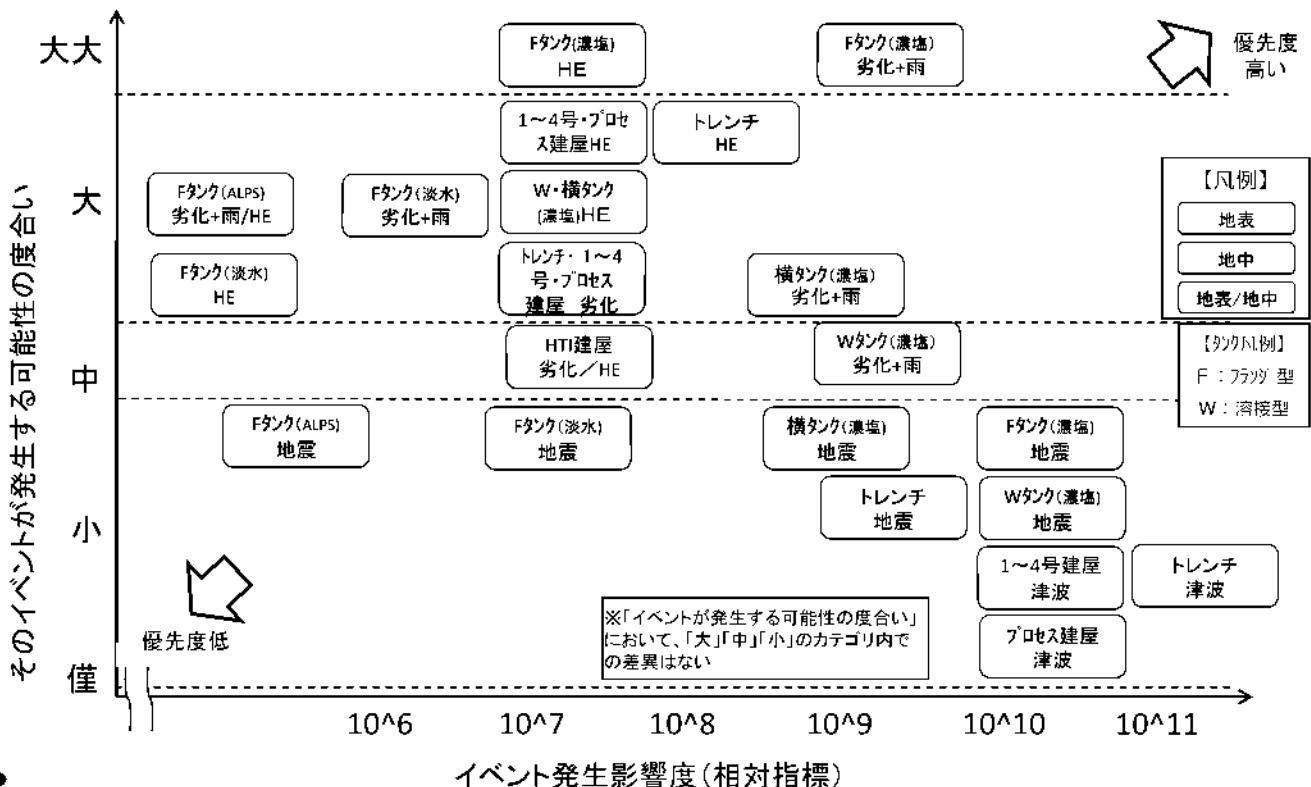 そのイベントが発生する可能性の度合い
大大
Fタンク(濃塩)
HE
Fタンク(濃塩)
劣化+雨
優先度
高い
大
1～4号・プロセ
ス建屋HE
トレンチ
HE
Fタンク(ALPS)
劣化+雨/HE
Fタンク(淡水)
劣化+雨
W・横タンク
(濃塩)HE
Fタンク(淡水)
HE
トレンチ・1～4
号・プロセス
建屋 劣化
横タンク(濃塩)
劣化+雨
【凡例】
地表
地中
地表/地中
中
HTI建屋
劣化／HE
Wタンク(濃塩)
劣化+雨
【タンク凡例】
F：フランジ型
W：溶接型
小
Fタンク(ALPS)
地震
Fタンク(淡水)
地震
横タンク(濃塩)
地震
Fタンク(濃塩)
地震
トレンチ
地震
Wタンク(濃塩)
地震
1～4号建屋
津波
トレンチ
津波
プロセス建屋
津波
優先度低
※「イベントが発生する可能性の度合い」
において、「大」「中」「小」のカテゴリ内で
の差異はない
僅
10^6
10^7
10^8
10^9
10^10
10^11
イベント発生影響度(相対指標)